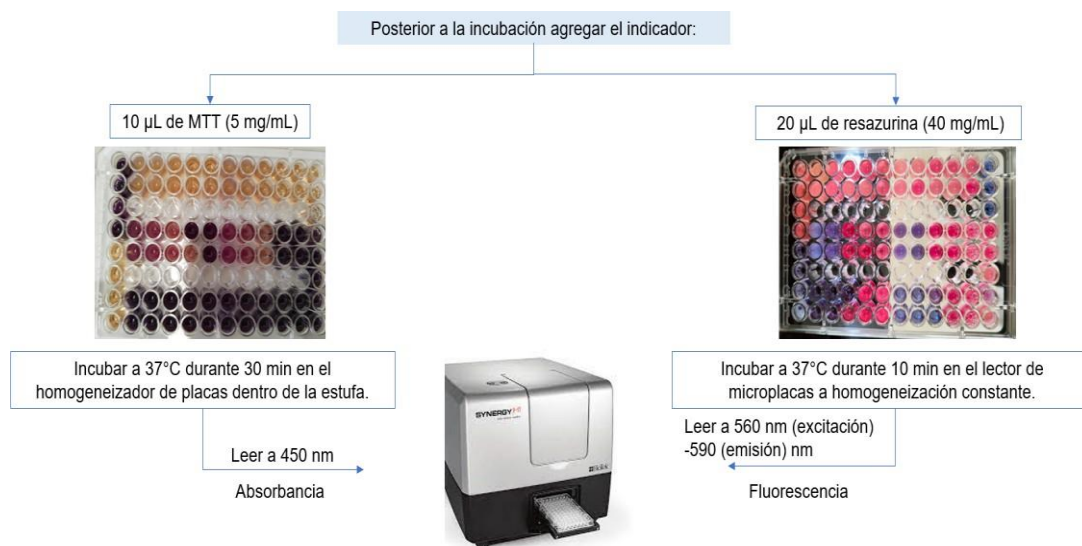 Posterior a la incubación agregar el indicador:
10 µL de MTT (5 mg/mL)
20 µL de resazurina (40 mg/mL)
Incubar a 37°C durante 30 min en el
homogeneizador de placas dentro de la estufa.
Incubar a 37°C durante 10 min en el lector de
microplacas a homogeneización constante.
Leer a 450 nm
Absorbancia
Leer a 560 nm (excitación)
-590 (emisión) nm
Fluorescencia
SYNERGY